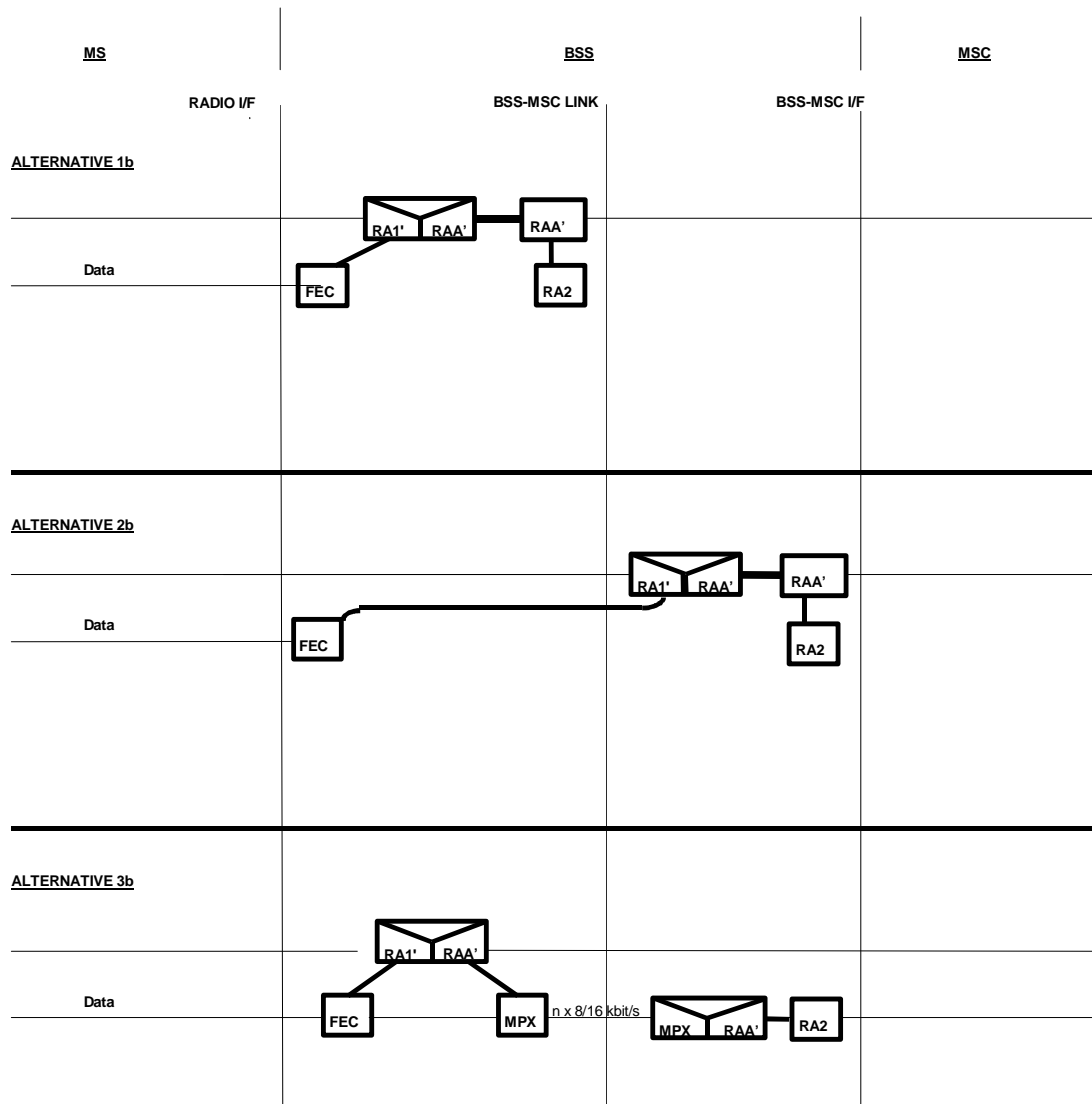 MS BSS MSC
RADIO I/F BSS-MSC LINK BSS-MSC I/F
ALTERNATIVE 1b
RA1' RAA' RAA'
Data
FEC RA2
ALTERNATIVE 2b
RA1' RAA' RAA'
Data
FEC RA2
ALTERNATIVE 3b
RA1' RAA'
Data
FEC MPX n x 8/16 kbit/s MPX RAA' RA2